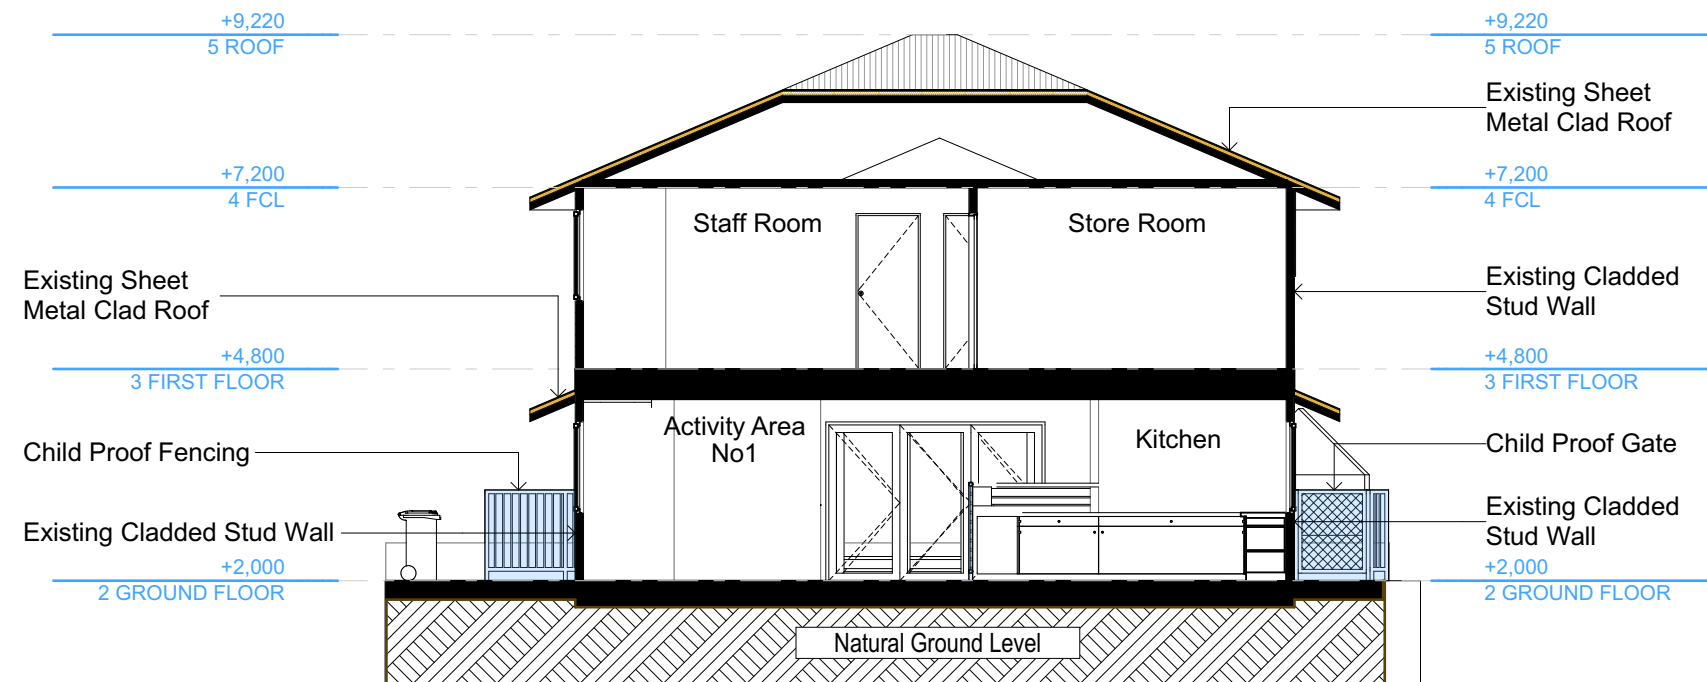 +9,220
5 ROOF
+9,220
5 ROOF
Existing Sheet
Metal Clad Roof
+7,200
4 FCL
+7,200
4 FCL
Staff Room
Store Room
Existing Sheet
Metal Clad Roof
Existing Cladded
Stud Wall
+4,800
3 FIRST FLOOR
+4,800
3 FIRST FLOOR
Activity Area
No1
Kitchen
Child Proof Fencing
Child Proof Gate
Existing Cladded Stud Wall
Existing Cladded
Stud Wall
+2,000
2 GROUND FLOOR
+2,000
2 GROUND FLOOR
Natural Ground Level